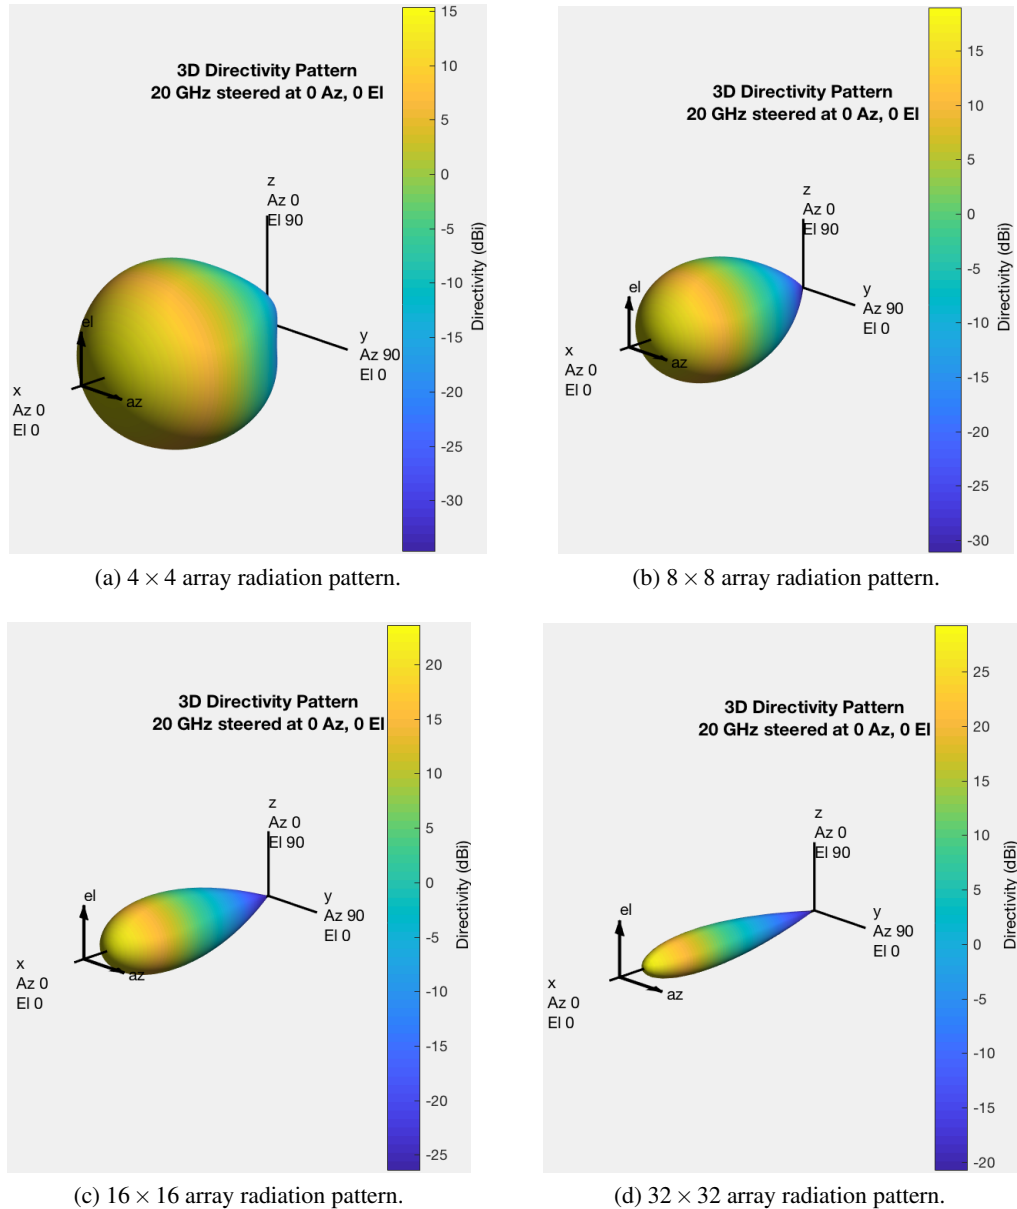 3D Directivity Pattern
20 GHz steered at 0 Az, 0 El
z
Az 0
El 90
y
Az 90
El 0
el
az
x
Az 0
El 0
15
10
5
0
-5
-10
-15
-20
-25
-30
Directivity (dBi)
(a) 4 × 4 array radiation pattern.
3D Directivity Pattern
20 GHz steered at 0 Az, 0 El
z
Az 0
El 90
y
Az 90
El 0
el
az
x
Az 0
El 0
15
10
5
0
-5
-10
-15
-20
-25
-30
Directivity (dBi)
(b) 8 × 8 array radiation pattern.
3D Directivity Pattern
20 GHz steered at 0 Az, 0 El
z
Az 0
El 90
y
Az 90
El 0
el
az
x
Az 0
El 0
20
15
10
5
0
-5
-10
-15
-20
-25
Directivity (dBi)
(c) 16 × 16 array radiation pattern.
3D Directivity Pattern
20 GHz steered at 0 Az, 0 El
z
Az 0
El 90
y
Az 90
El 0
el
az
x
Az 0
El 0
25
20
15
10
5
0
-5
-10
-15
-20
Directivity (dBi)
(d) 32 × 32 array radiation pattern.